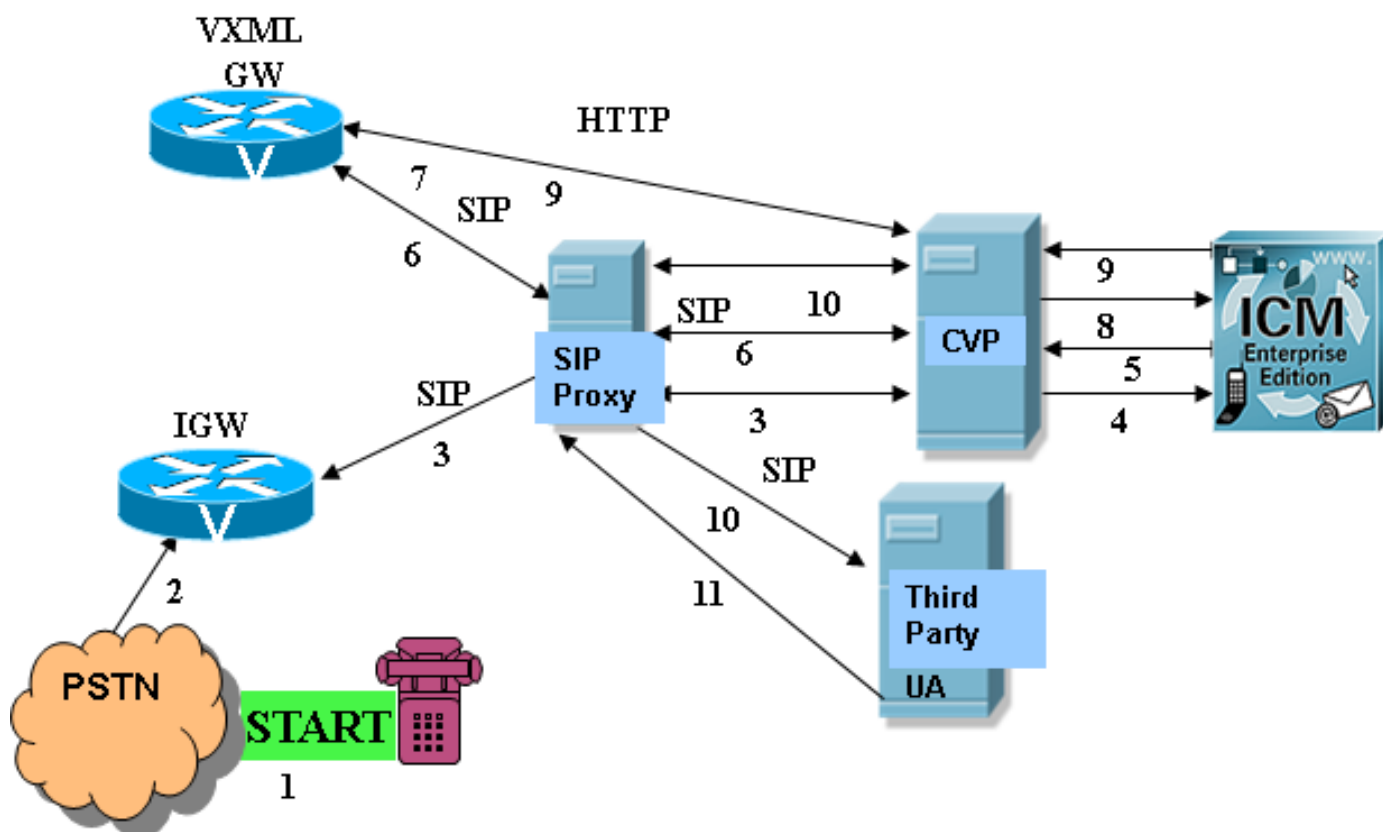 VXML
GW
V
HTTP
7
9
SIP
6
SIP
10
6
SIP
Proxy
3
CVP
9
8
5
4
www.
ICM
Enterprise
Edition
@
IGW
V
SIP
3
SIP
10
11
Third
Party
UA
2
PSTN
START
1